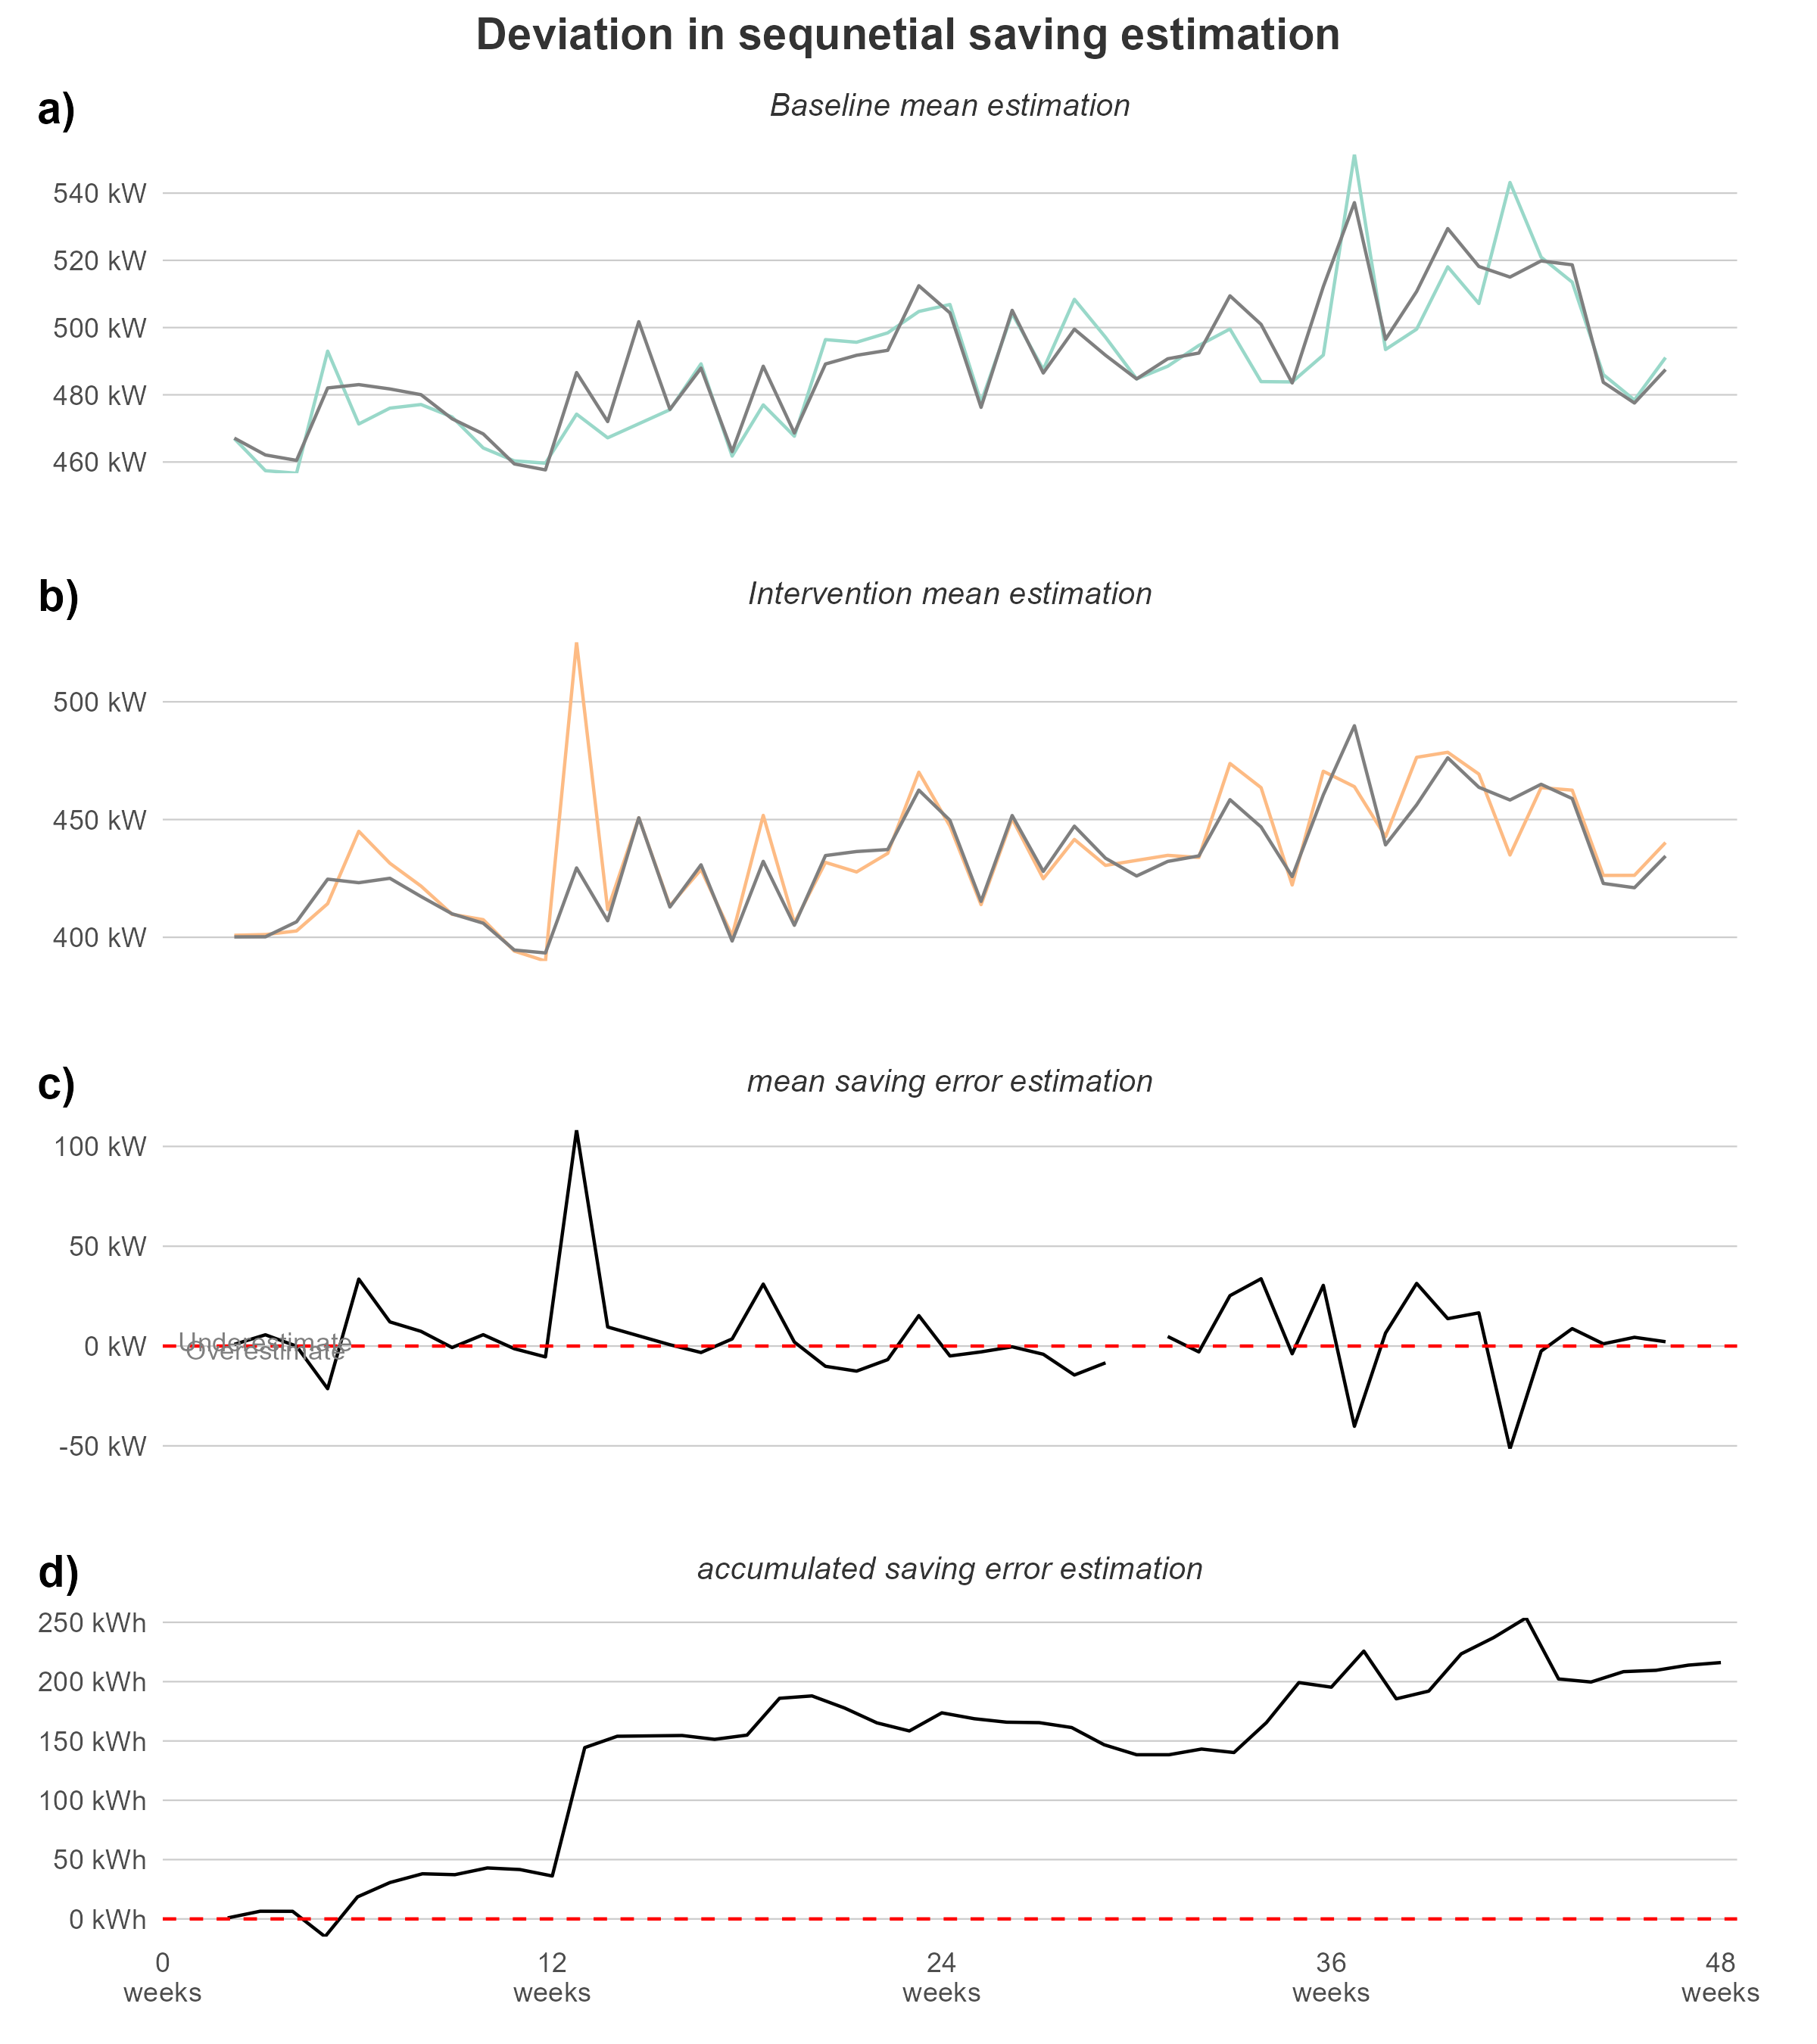 Deviation in sequnetial saving estimation
a)
Baseline mean estimation
540 kW
520 kW
500 kW
480 kW
460 kW
b)
Intervention mean estimation
500 kW
450 kW
400 kW
c)
mean saving error estimation
100 kW
50 kW
0 kW
-50 kW
Underestimate
Overestimate
d)
accumulated saving error estimation
250 kWh
200 kWh
150 kWh
100 kWh
50 kWh
0 kWh
0 12 24 36 48
weeks weeks weeks weeks weeks